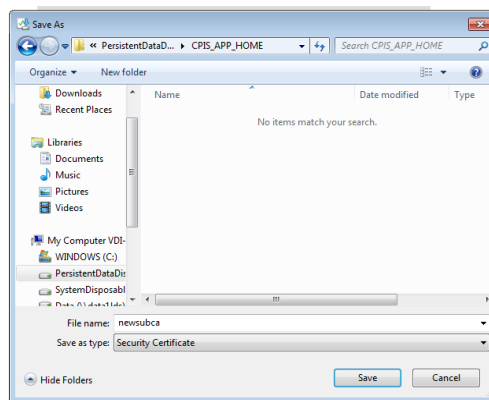 Save As
« PersistentDataD... ▸ CPIS_APP_HOME
Search CPIS_APP_HOME
Organize ▾ New folder
Name Date modified Type
No items match your search.
Downloads
Recent Places
Libraries
Documents
Music
Pictures
Videos
My Computer VDI-
WINDOWS (C:)
PersistentDataDis
SystemDisposabl
File name: newsubca
Save as type: Security Certificate
Hide Folders
Save Cancel